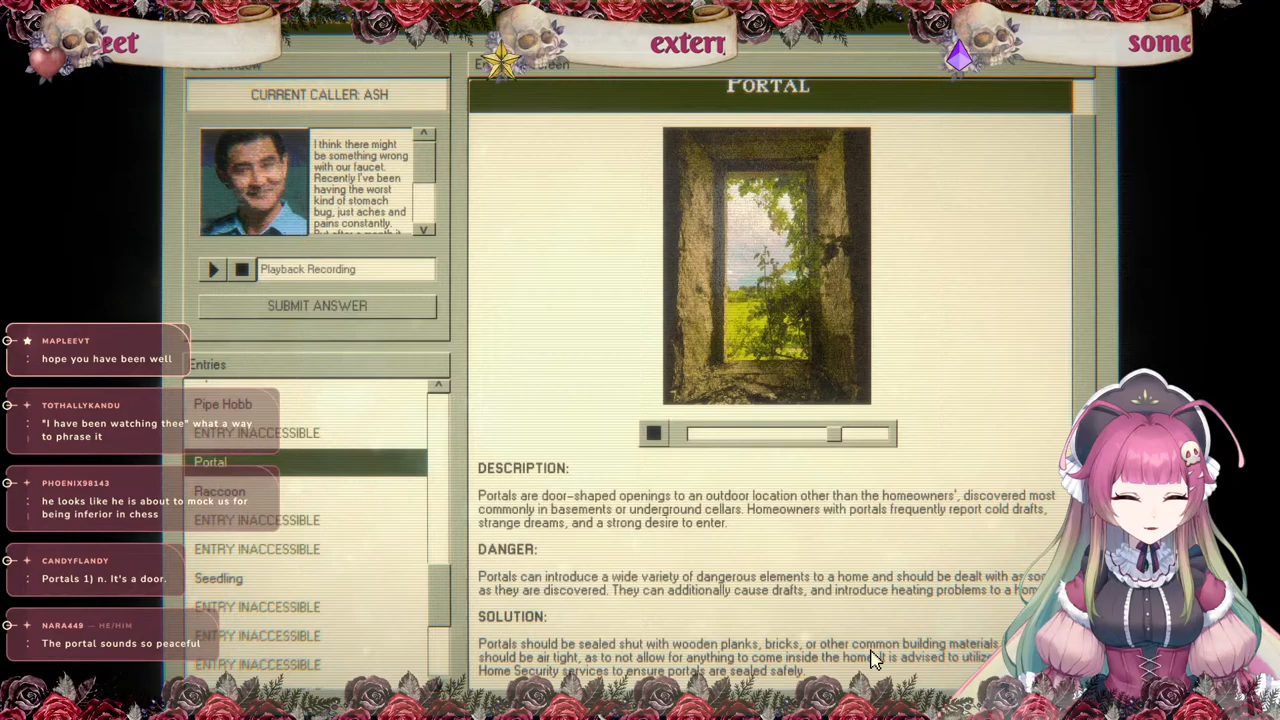 eet
exterr
some
CURRENT CALLER: ASH
I think there might
be something wrong
with our faucet.
Recently I've been
having the worst
kind of stomach
bug, just aches and
pains constantly.
But after a month it
Playback Recording
SUBMIT ANSWER
Entries
Pipe Hobb
ENTRY INACCESSIBLE
Portal
Raccoon
ENTRY INACCESSIBLE
ENTRY INACCESSIBLE
Seedling
ENTRY INACCESSIBLE
ENTRY INACCESSIBLE
ENTRY INACCESSIBLE
PORTAL
DESCRIPTION:
Portals are door-shaped openings to an outdoor location other than the homeowners', discovered most
commonly in basements or underground cellars. Homeowners with portals frequently report cold drafts,
strange dreams, and a strong desire to enter.
DANGER:
Portals can introduce a wide variety of dangerous elements to a home and should be dealt with as
as they are discovered. They can additionally cause drafts, and introduce heating problems to a
SOLUTION:
Portals should be sealed shut with wooden planks, bricks, or other common building materials
should be air tight, as to not allow for anything to come inside the home. It is advised to
Home Security services to ensure portals are sealed safely.
MAPLEEVT
hope you have been well
TOTHALLYKANDU
"I have been watching thee" what a way
to phrase it
PHOENIX98143
he looks like he is about to mock us for
being inferior in chess
CANDYFLANDY
Portals 1) n. It's a door.
NARA449 — HE/HIM
The portal sounds so peaceful